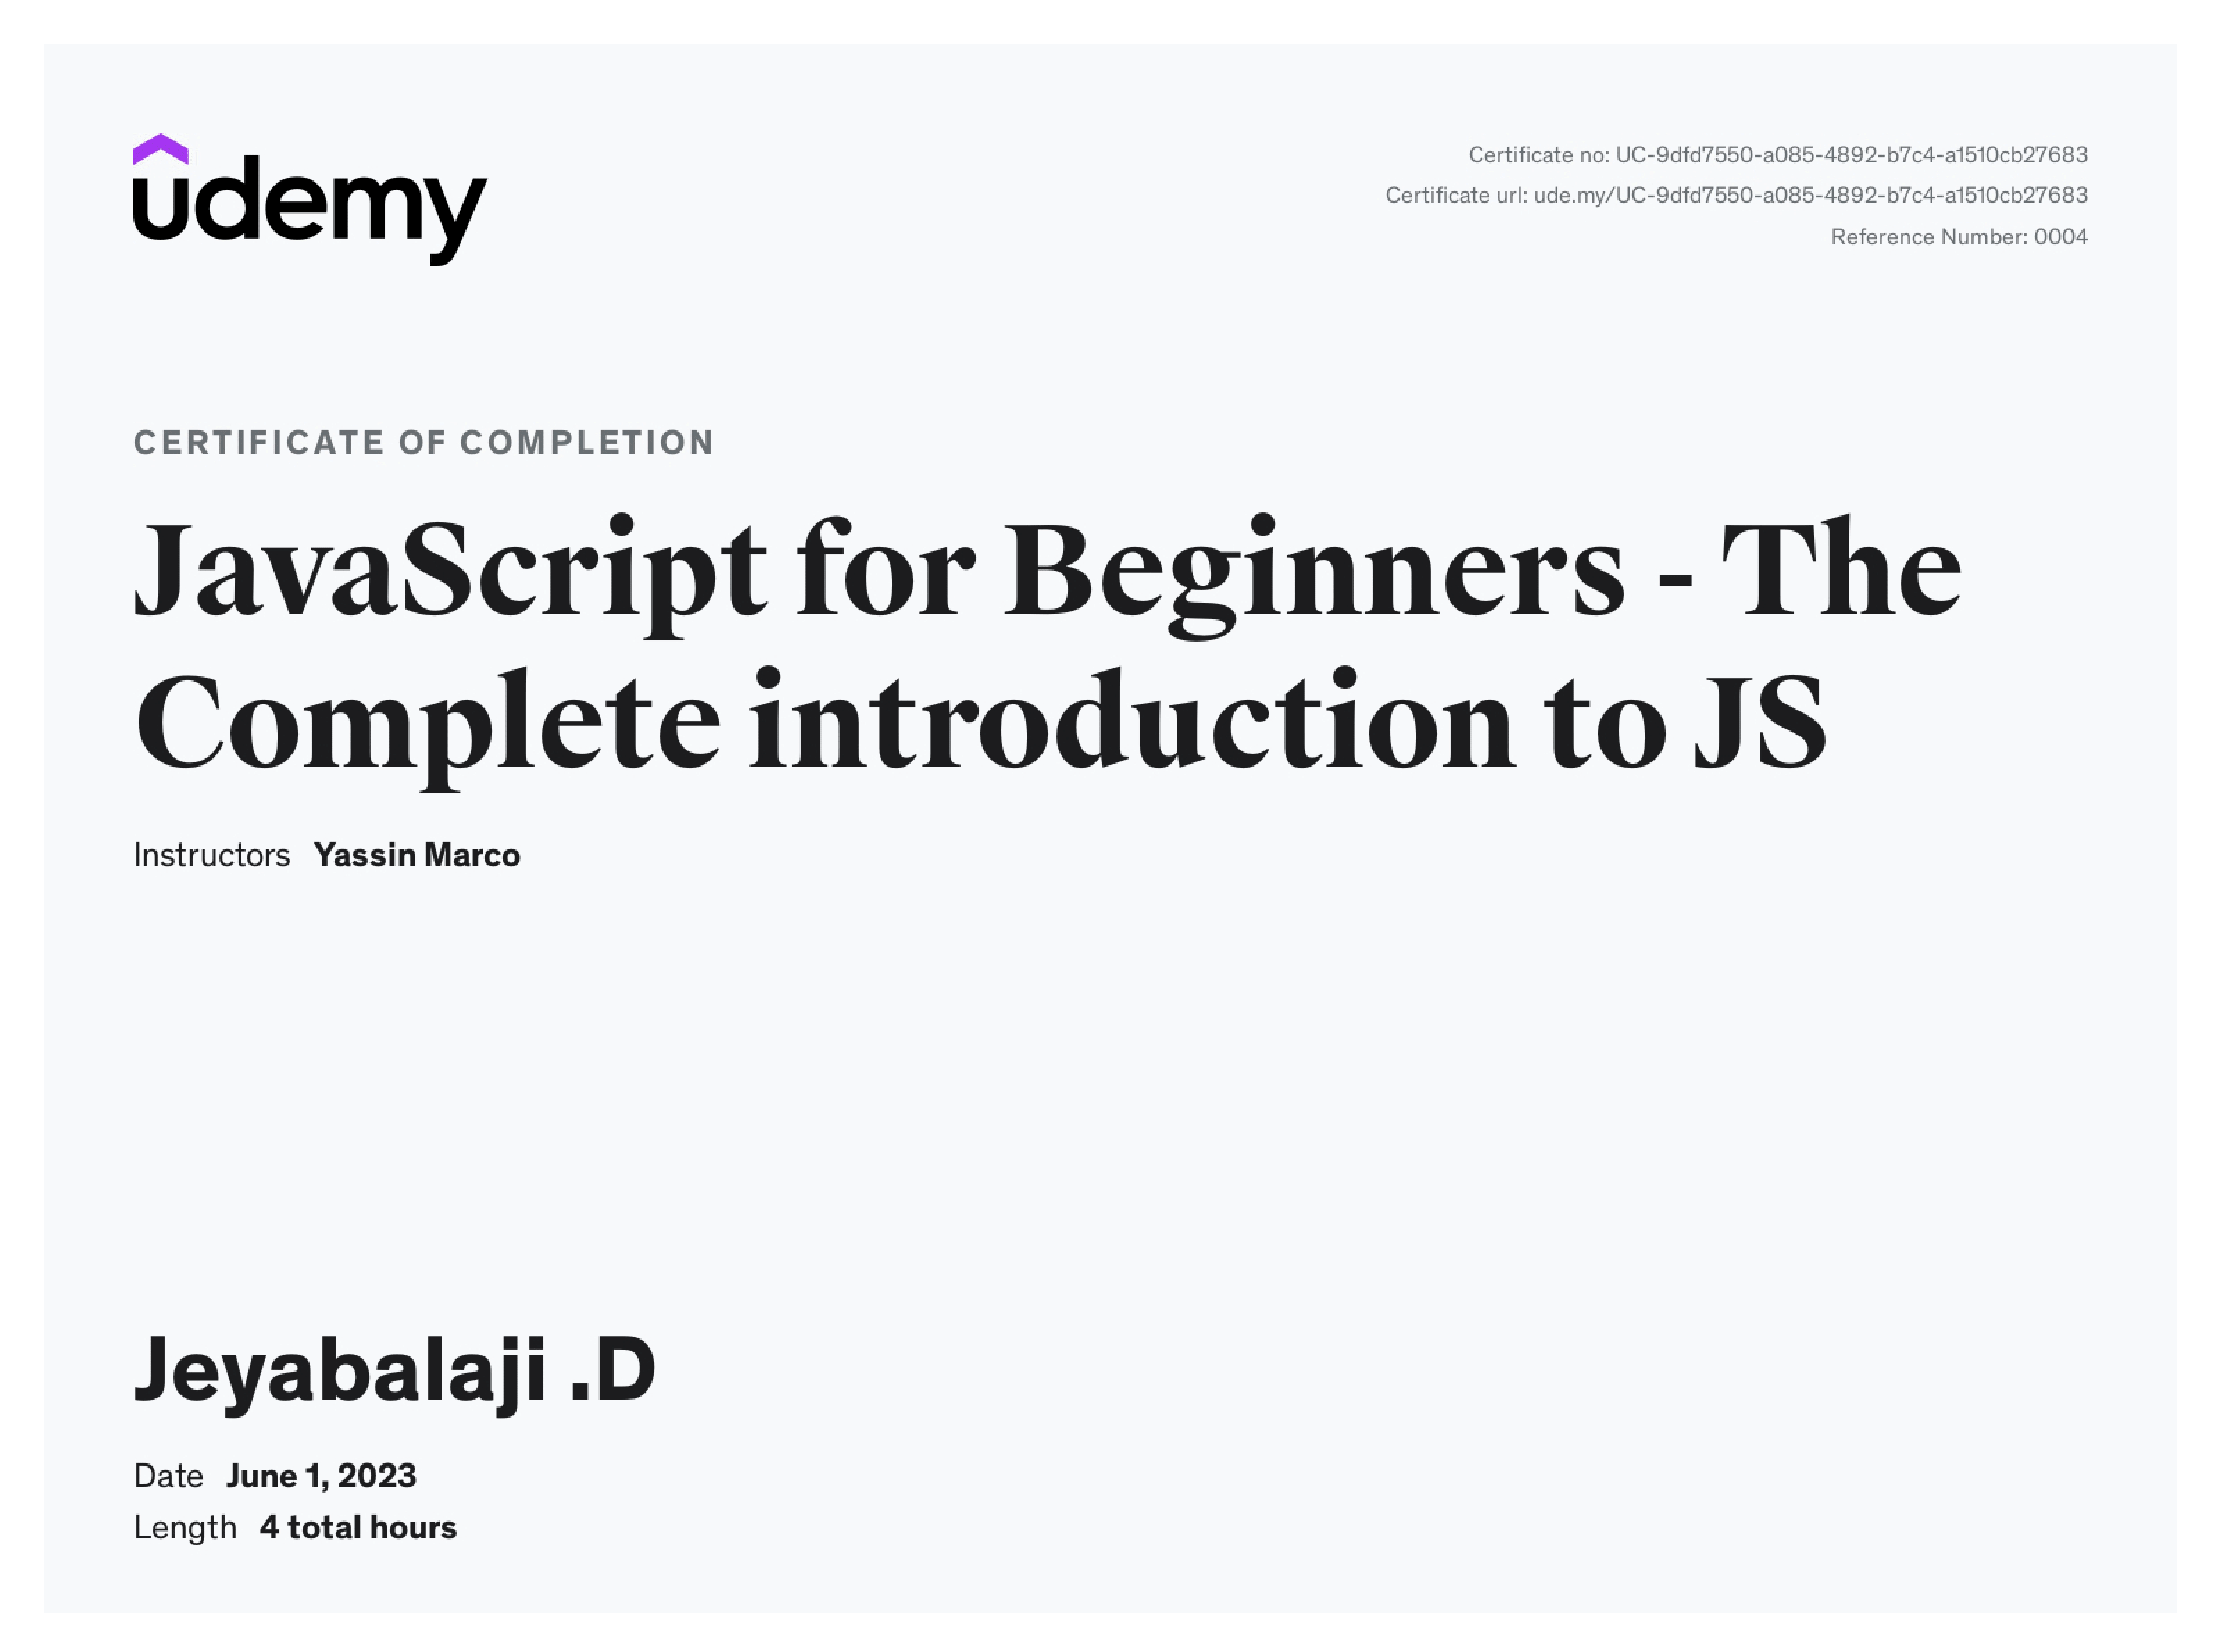 udemy
Certificate no: UC-9dfd7550-a085-4892-b7c4-a1510cb27683
Certificate url: ude.my/UC-9dfd7550-a085-4892-b7c4-a1510cb27683
Reference Number: 0004
CERTIFICATE OF COMPLETION
JavaScript for Beginners - The
Complete introduction to JS
Instructors Yassin Marco
Jeyabalaji .D
Date June 1, 2023
Length 4 total hours